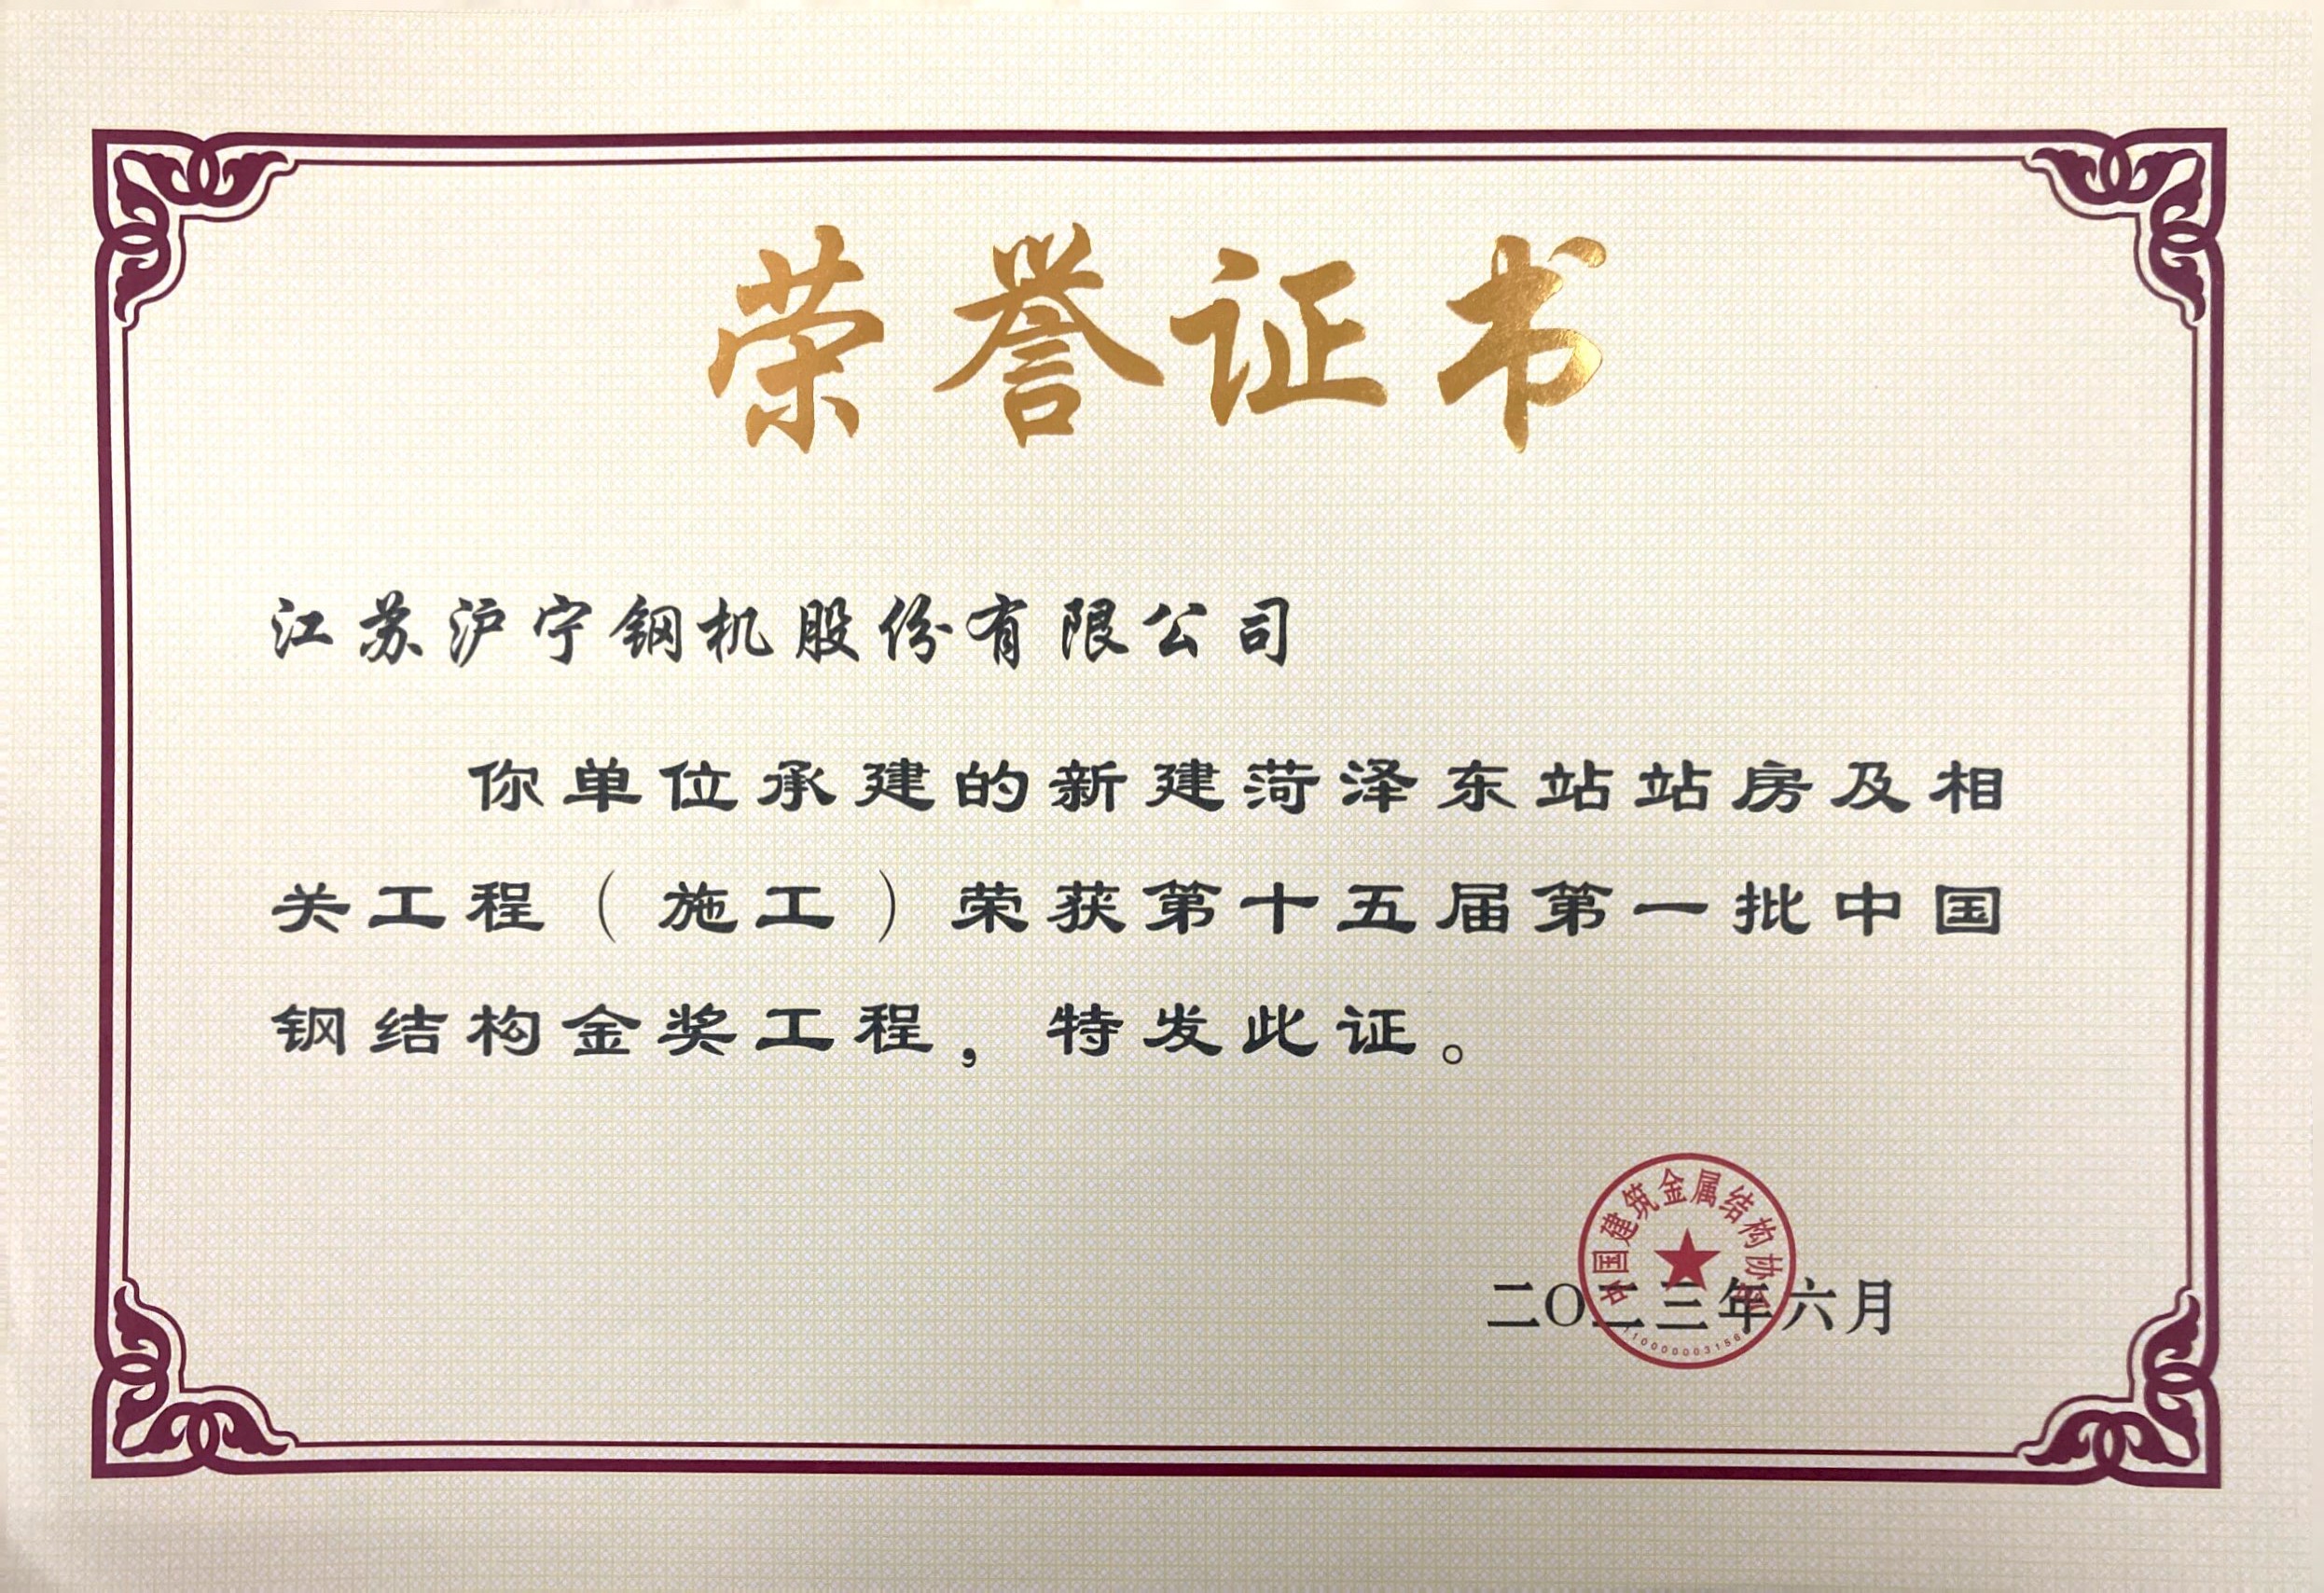 荣誉证书
江苏沪宁钢机股份有限公司
你单位承建的新建菏泽东站站房及相
关工程（施工）荣获第十五届第一批中国
钢结构金奖工程，特发此证。
中国建筑金属结构协会
二〇二三年六月